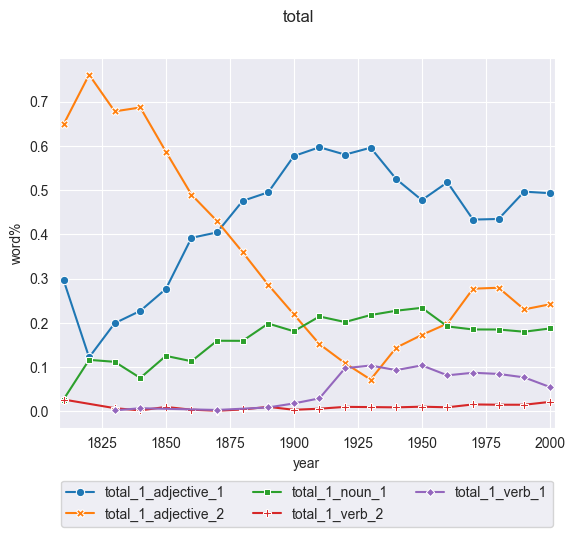 total
0.7
0.6
0.5
0.4
0.3
0.2
0.1
0.0
word%
1825 1850 1875 1900 1925 1950 1975 2000
year
total_1_adjective_1 total_1_noun_1 total_1_verb_1
total_1_adjective_2 total_1_verb_2